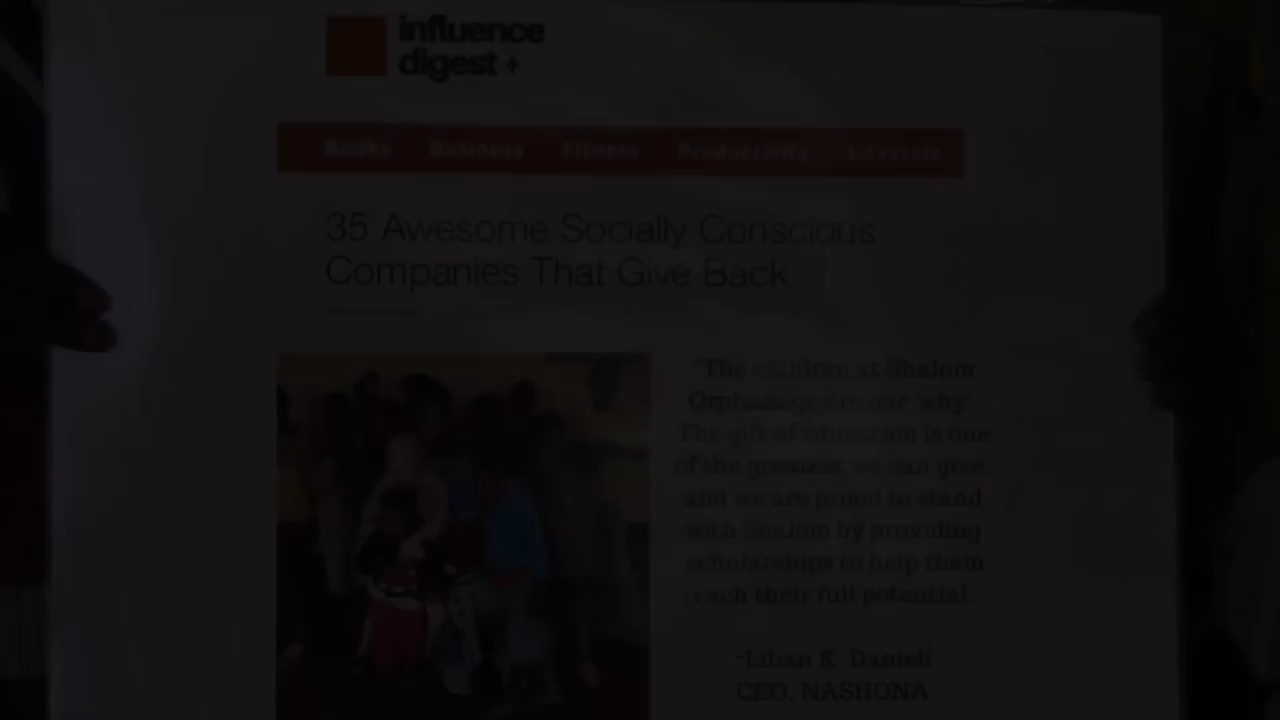 influence
digest +
Books Business Fitness Productivity Lifestyle
35 Awesome Socially Conscious
Companies That Give Back
"The children at Shalom
Orphanage are our 'why'
The gift of education is one
of the greatest we can give
and we are proud to stand
with Shalom by providing
scholarships to help them
reach their full potential."
-Lilian K. Danieli
CEO, NASHONA